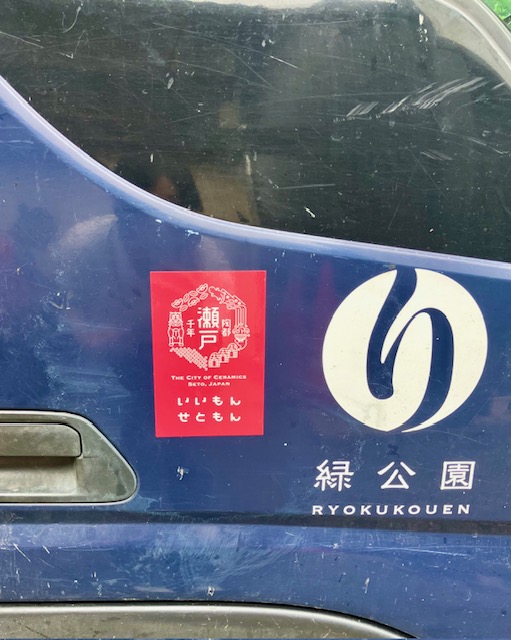 瀬戸
千年
陶都
THE CITY OF CERAMICS
SETO, JAPAN
いいもん
せともん
り
緑公園
RYOKUKOUEN